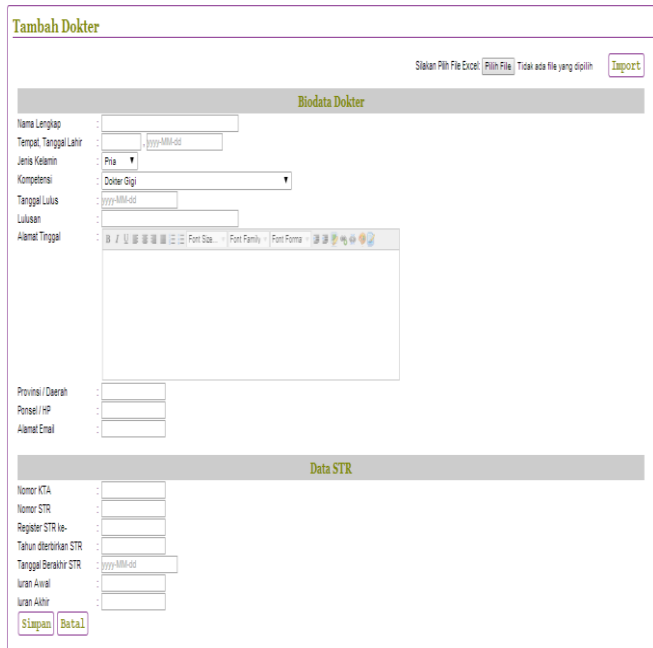 Tambah Dokter
Silakan Pilih File Excel: Pilih File Tidak ada file yang dipilih Import
Biodata Dokter
Nama Lengkap :
Tempat, Tanggal Lahir : , yyyy-MM-dd
Jenis Kelamin : Pria
Kompetensi : Dokter Gigi
Tanggal Lulus : yyyy-MM-dd
Lulusan :
Alamat Tinggal : B I U Font Size... Font Family Font Forma
Provinsi / Daerah :
Ponsel / HP :
Alamat Email :
Data STR
Nomor KTA :
Nomor STR :
Register STR ke- :
Tahun diterbirkan STR :
Tanggal Berakhir STR : yyyy-MM-dd
Iuran Awal :
Iuran Akhir :
Simpan Batal